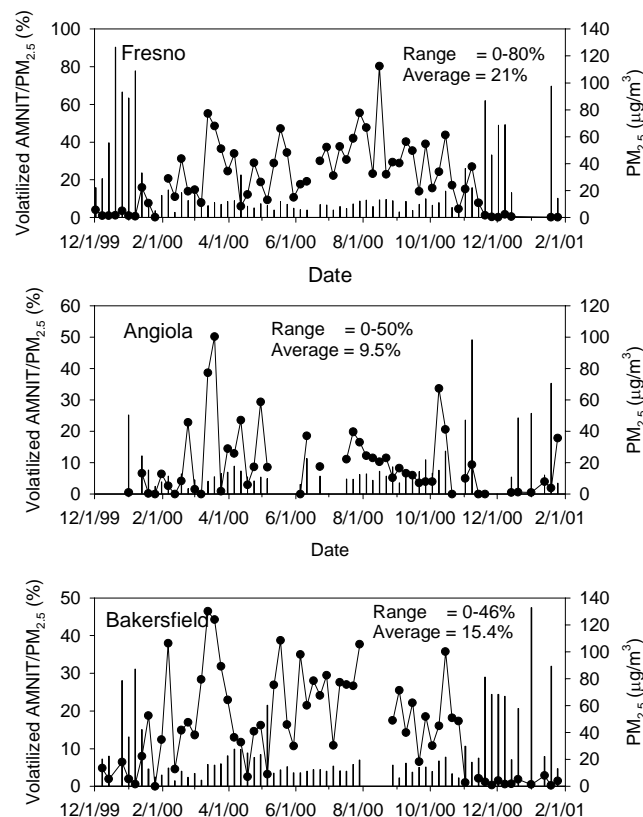 Fresno
Range = 0-80%
Average = 21%
Volatilized AMNIT/PM2.5 (%)
PM2.5 (μg/m3)
100
80
60
40
20
0
140
120
100
80
60
40
20
0
12/1/99 2/1/00 4/1/00 6/1/00 8/1/00 10/1/00 12/1/00 2/1/01
Date
Angiola
Range = 0-50%
Average = 9.5%
Volatilized AMNIT/PM2.5 (%)
PM2.5 (μg/m3)
60
50
40
30
20
10
0
120
100
80
60
40
20
0
12/1/99 2/1/00 4/1/00 6/1/00 8/1/00 10/1/00 12/1/00 2/1/01
Date
Bakersfield
Range = 0-46%
Average = 15.4%
Volatilized AMNIT/PM2.5 (%)
PM2.5 (μg/m3)
50
40
30
20
10
0
140
120
100
80
60
40
20
0
12/1/99 2/1/00 4/1/00 6/1/00 8/1/00 10/1/00 12/1/00 2/1/01